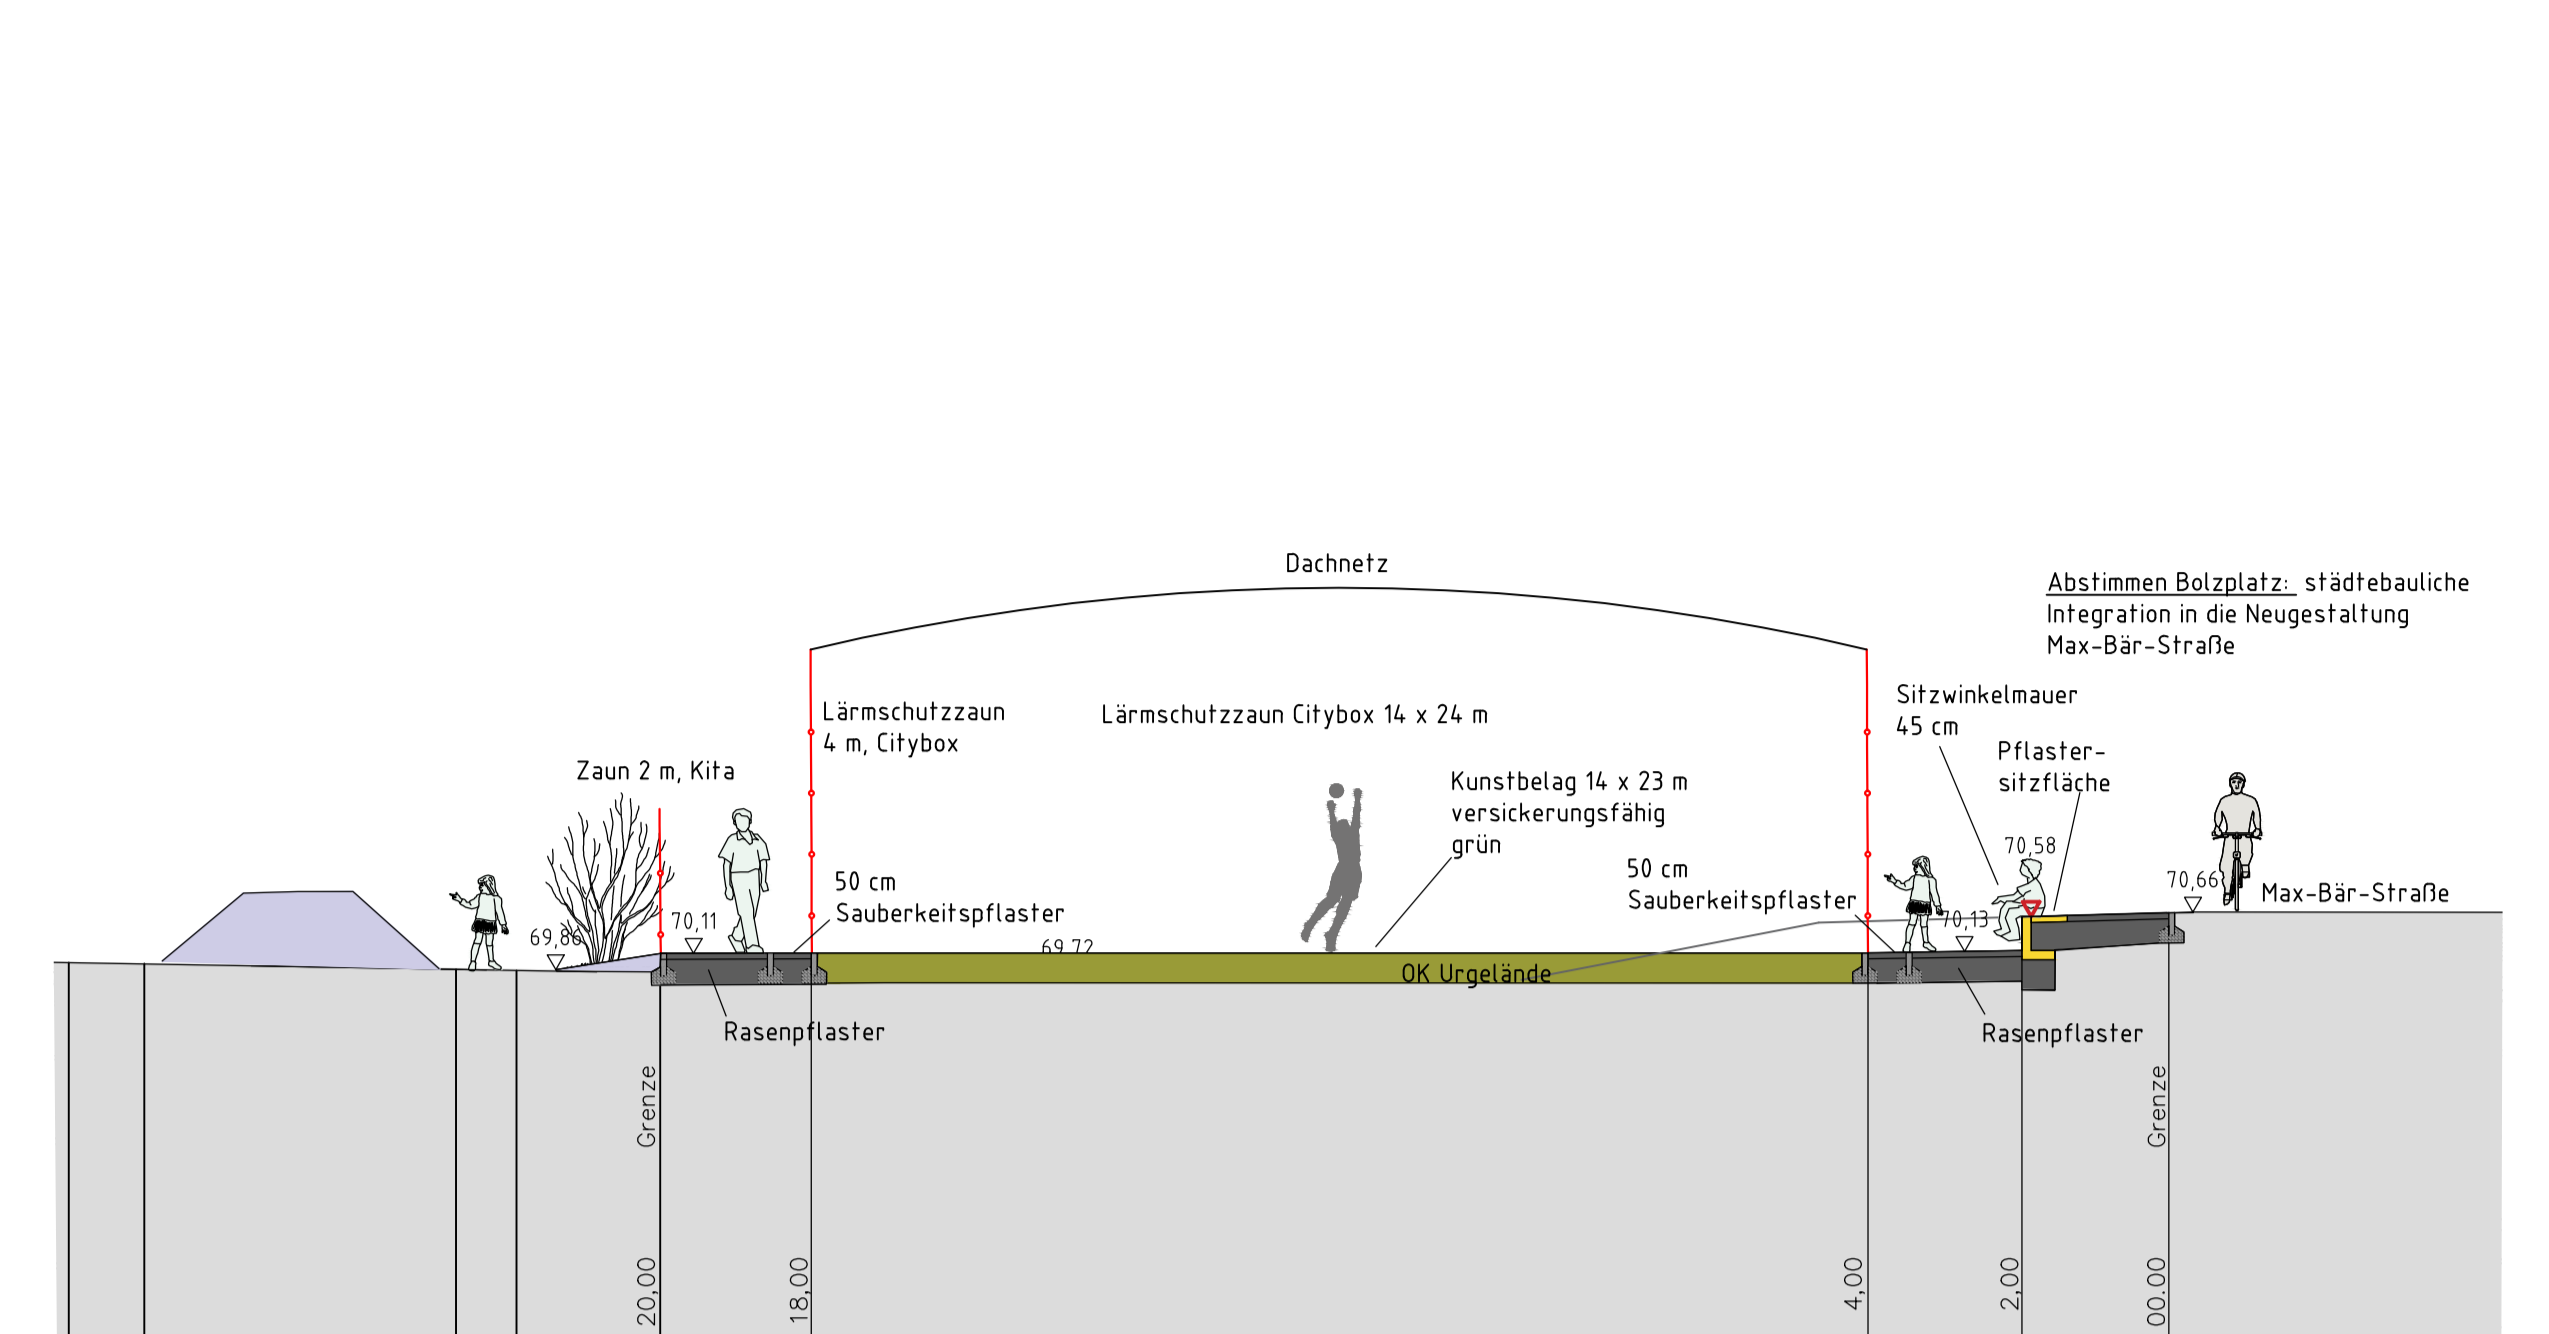 Dachnetz
Abstimmen Bolzplatz: städtebauliche
Integration in die Neugestaltung
Max-Bär-Straße
Lärmschutzzaun
4 m, Citybox
Lärmschutzzaun Citybox 14 x 24 m
Sitzwinkelmauer
45 cm
Pflaster-
sitzfläche
Zaun 2 m, Kita
Kunstbelag 14 x 23 m
versickerungsfähig
grün
50 cm
Sauberkeitspflaster
50 cm
Sauberkeitspflaster
70,58
70,66
Max-Bär-Straße
69,86
70,11
69,72
70,13
OK Urgelände
Rasenpflaster
Rasenpflaster
Grenze
Grenze
20,00
18,00
4,00
2,00
00.00